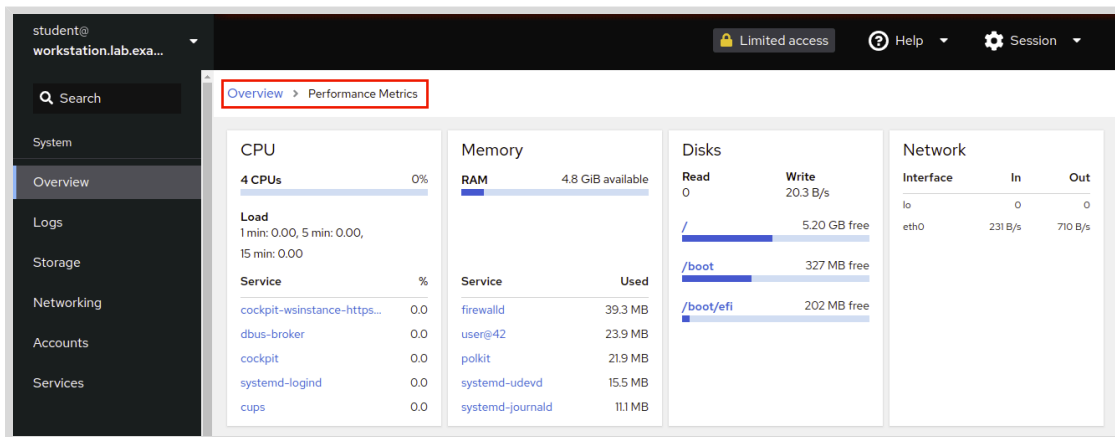 student@
workstation.lab.exa...
Limited access
Help
Session
Search
System
Overview
Logs
Storage
Networking
Accounts
Services
Overview > Performance Metrics
CPU
4 CPUs 0%
Load
1 min: 0.00, 5 min: 0.00,
15 min: 0.00
Service %
cockpit-wsinstance-https... 0.0
dbus-broker 0.0
cockpit 0.0
systemd-logind 0.0
cups 0.0
Memory
RAM 4.8 GiB available
Service Used
firewalld 39.3 MB
user@42 23.9 MB
polkit 21.9 MB
systemd-udevd 15.5 MB
systemd-journald 11.1 MB
Disks
Read Write
0 20.3 B/s
/ 5.20 GB free
/boot 327 MB free
/boot/efi 202 MB free
Network
Interface In Out
lo 0 0
eth0 231 B/s 710 B/s